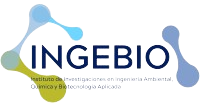 INGEBIO
Instituto de Investigaciones en Ingeniería Ambiental,
Química y Biotecnología Aplicada